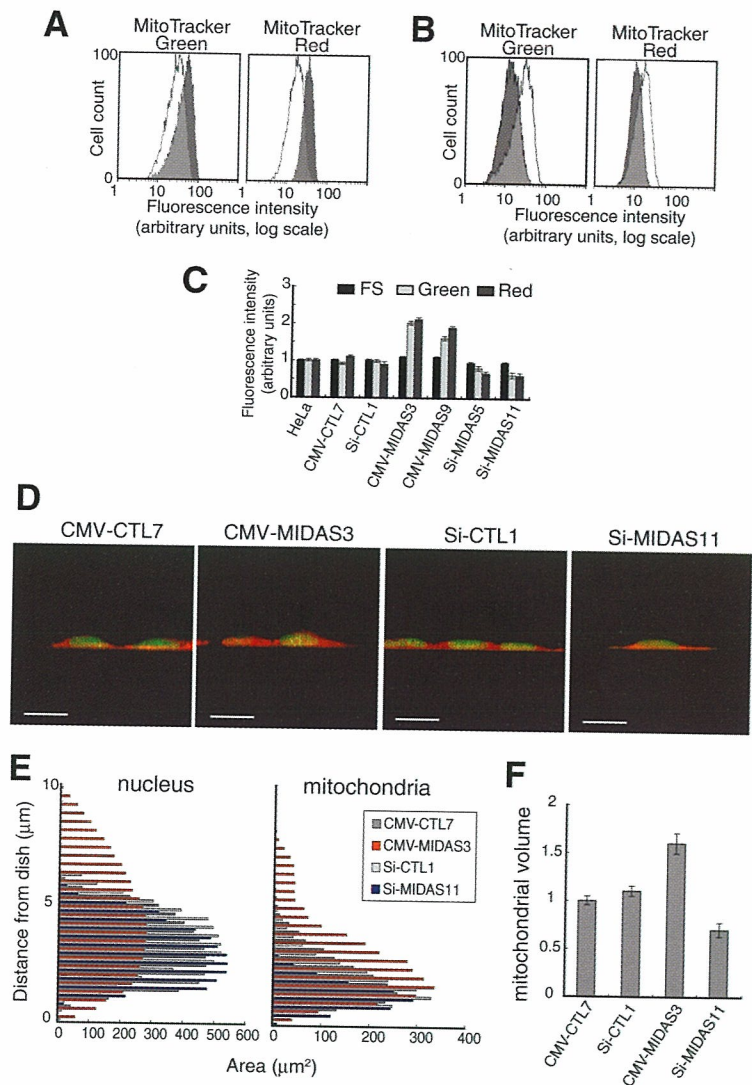 A
MitoTracker Green
MitoTracker Red
100
0
Cell count
1 10 100
1 10 100
Fluorescence intensity
(arbitrary units, log scale)
B
MitoTracker Green
MitoTracker Red
100
0
Cell count
1 10 100
1 10 100
Fluorescence intensity
(arbitrary units, log scale)
C
FS Green Red
Fluorescence intensity
(arbitrary units)
3
2
1
0
HeLa
CMV-CTL7
Si-CTL1
CMV-MIDAS3
CMV-MIDAS9
Si-MIDAS5
Si-MIDAS11
D
CMV-CTL7
CMV-MIDAS3
Si-CTL1
Si-MIDAS11
E
nucleus
mitochondria
Distance from dish (μm)
10
5
0
CMV-CTL7
CMV-MIDAS3
Si-CTL1
Si-MIDAS11
0 100 200 300 400 500 600
0 100 200 300 400
Area (μm²)
F
mitochondrial volume
2
1.5
1
0.5
0
CMV-CTL7
Si-CTL1
CMV-MIDAS3
Si-MIDAS11